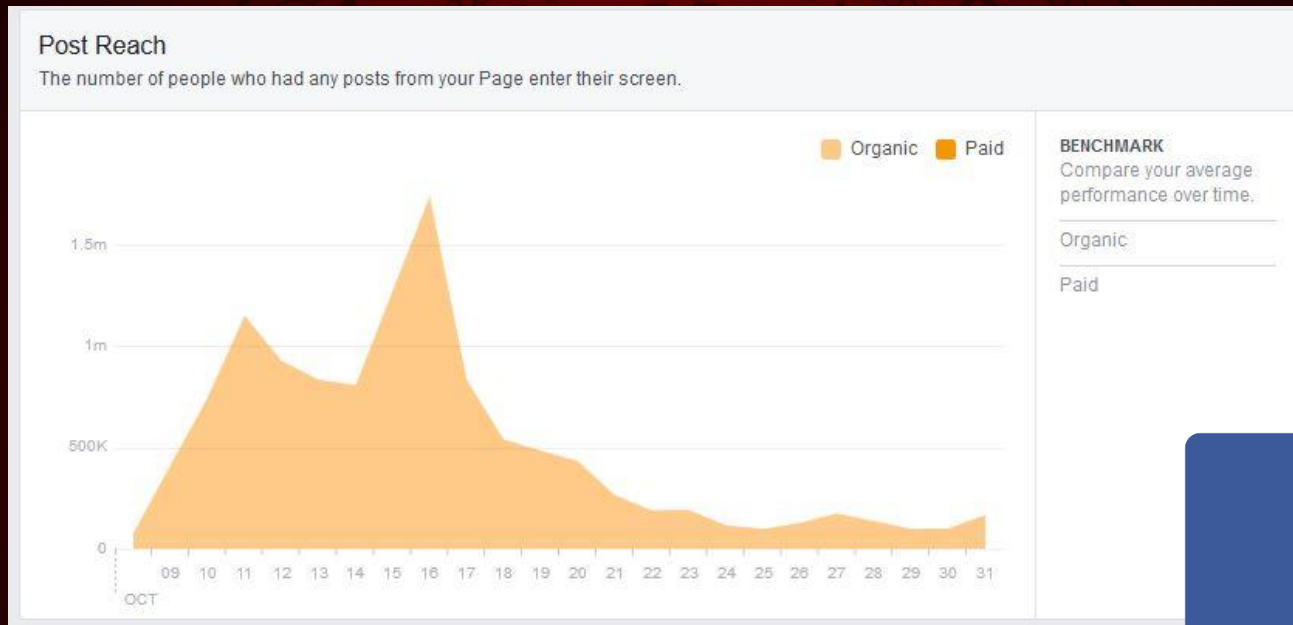 Post Reach
The number of people who had any posts from your Page enter their screen.
Organic Paid
1.5m
1m
500K
0
09 10 11 12 13 14 15 16 17 18 19 20 21 22 23 24 25 26 27 28 29 30 31
OCT
BENCHMARK
Compare your average
performance over time.
Organic
Paid